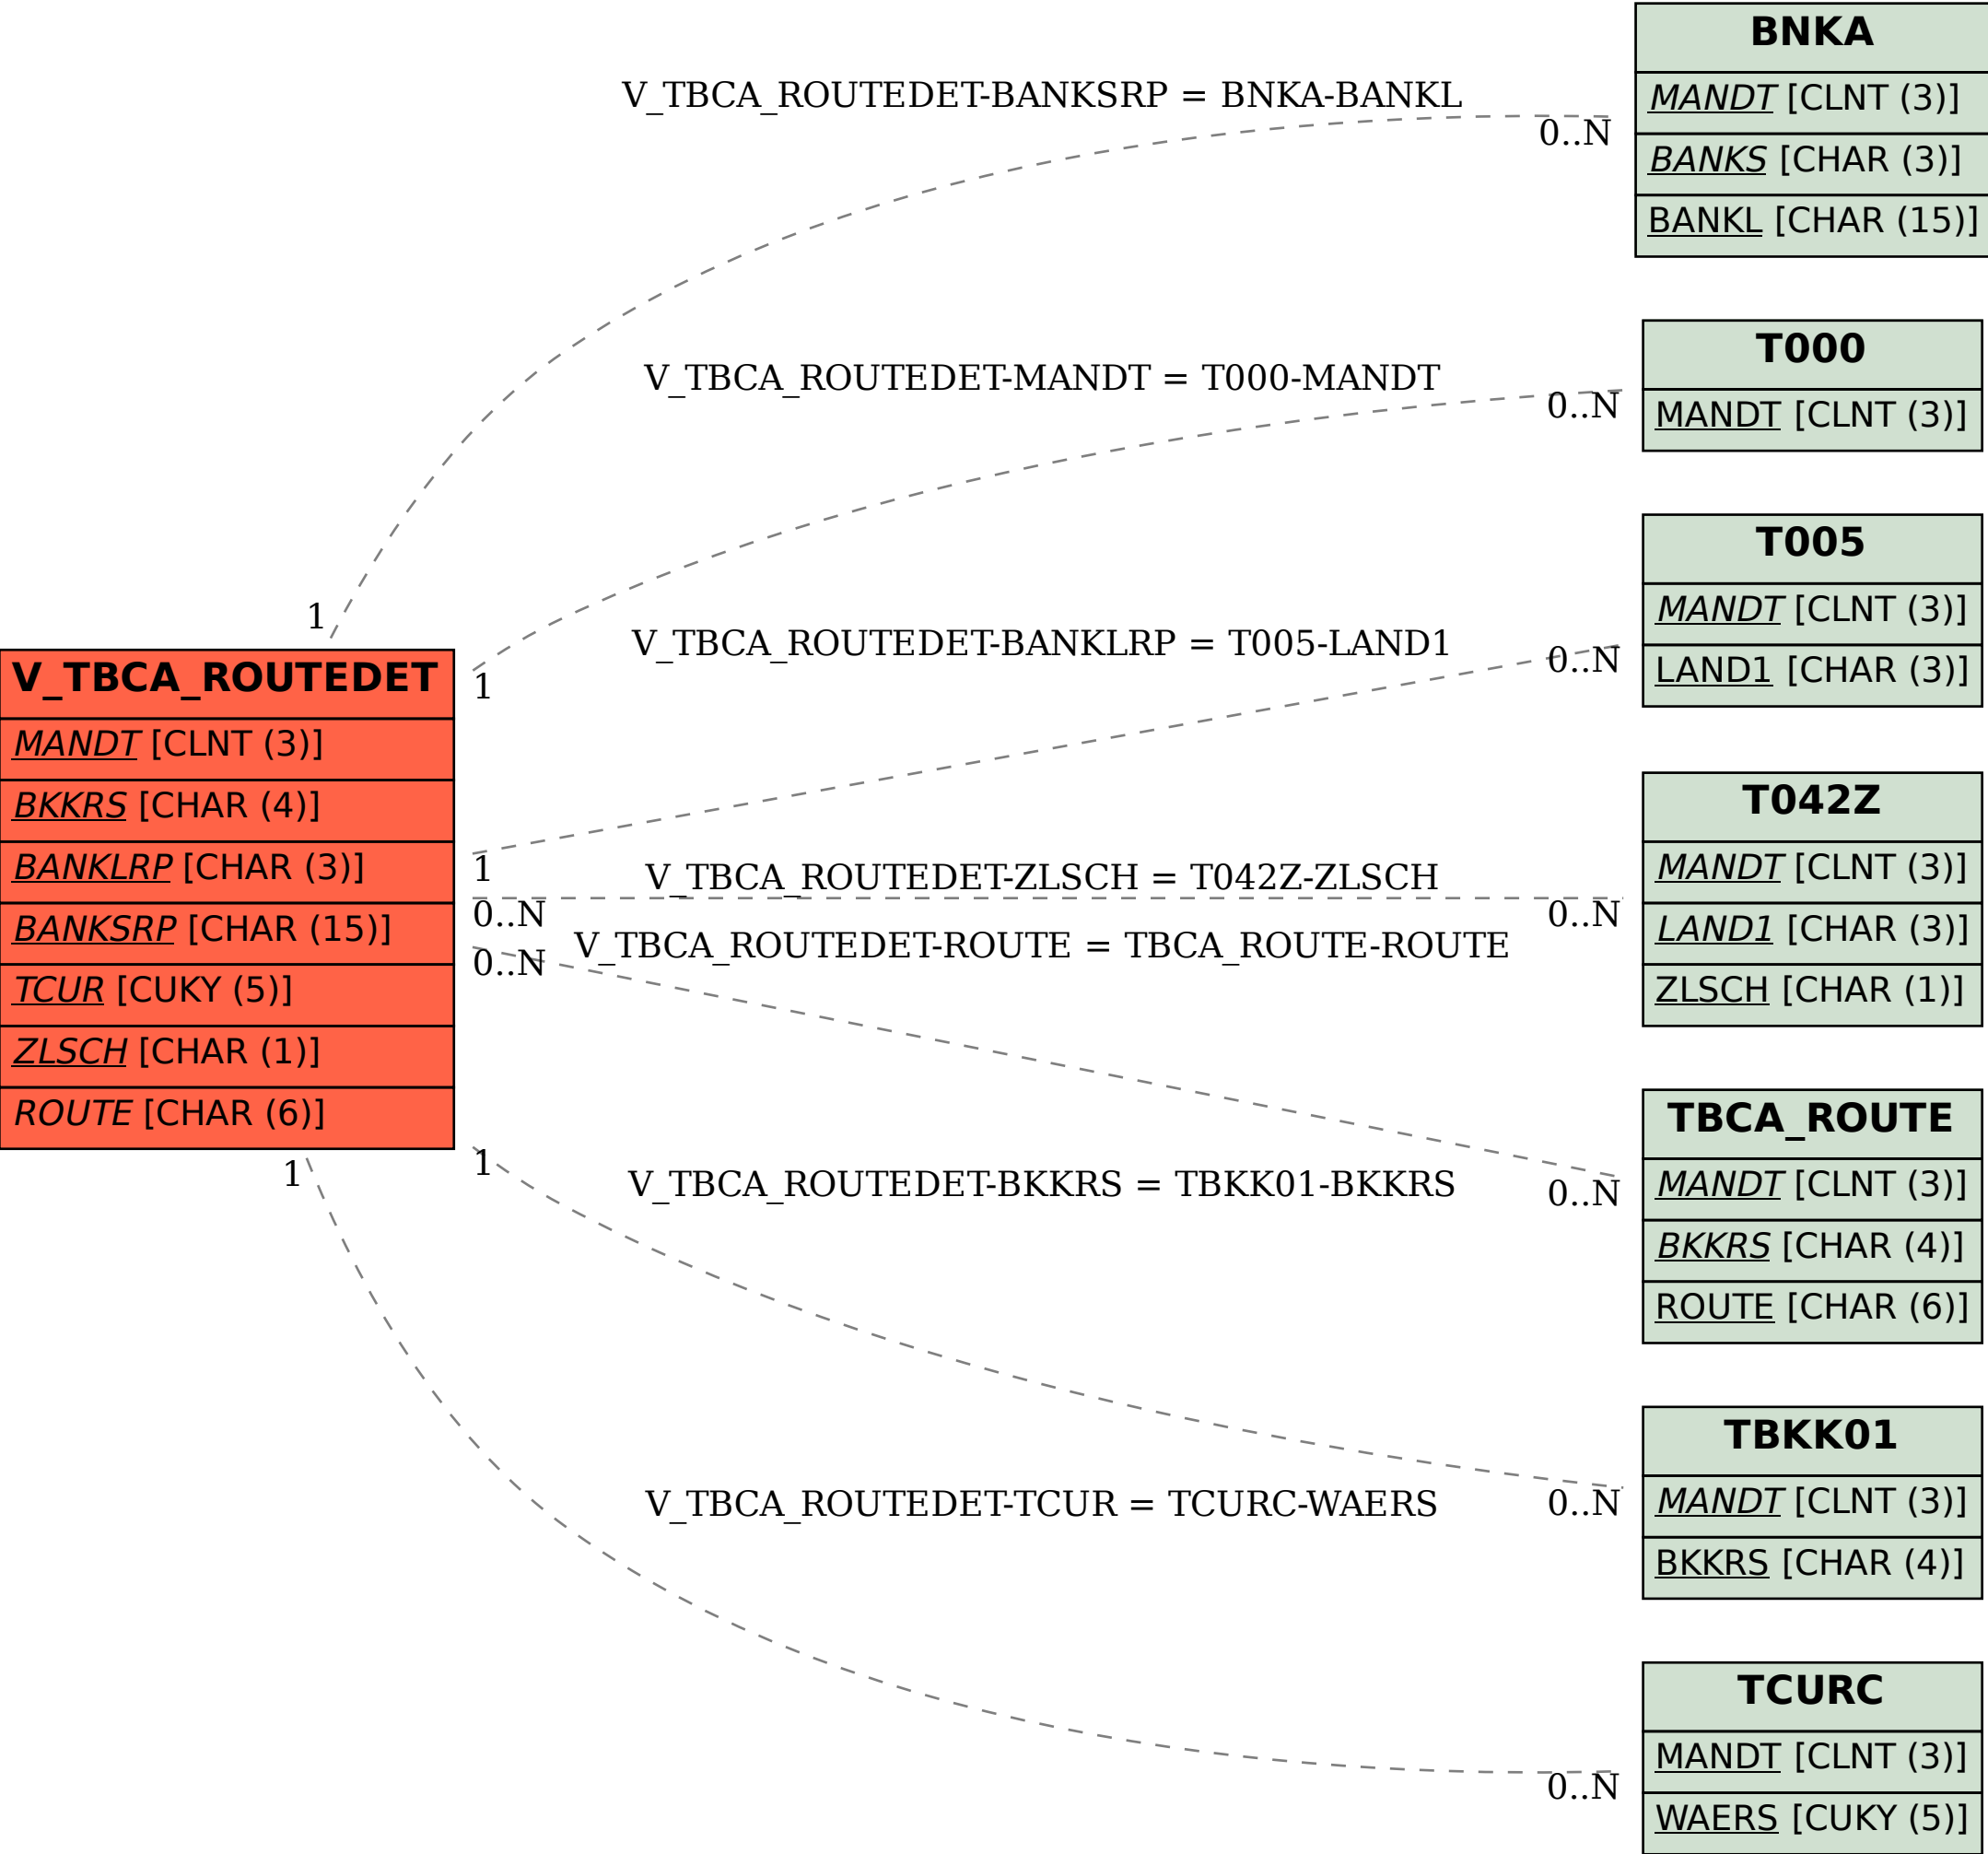 BNKA
MANDT [CLNT (3)]
BANKS [CHAR (3)]
BANKL [CHAR (15)]
V_TBCA_ROUTEDET-BANKSRP = BNKA-BANKL
0..N
1
T000
MANDT [CLNT (3)]
V_TBCA_ROUTEDET-MANDT = T000-MANDT
0..N
1
T005
MANDT [CLNT (3)]
LAND1 [CHAR (3)]
V_TBCA_ROUTEDET-BANKLRP = T005-LAND1
0..N
1
V_TBCA_ROUTEDET
MANDT [CLNT (3)]
BKKRS [CHAR (4)]
BANKLRP [CHAR (3)]
BANKSRP [CHAR (15)]
TCUR [CUKY (5)]
ZLSCH [CHAR (1)]
ROUTE [CHAR (6)]
T042Z
MANDT [CLNT (3)]
LAND1 [CHAR (3)]
ZLSCH [CHAR (1)]
V_TBCA_ROUTEDET-ZLSCH = T042Z-ZLSCH
0..N
0..N
V_TBCA_ROUTEDET-ROUTE = TBCA_ROUTE-ROUTE
0..N
0..N
TBCA_ROUTE
MANDT [CLNT (3)]
BKKRS [CHAR (4)]
ROUTE [CHAR (6)]
V_TBCA_ROUTEDET-BKKRS = TBKK01-BKKRS
1
0..N
TBKK01
MANDT [CLNT (3)]
BKKRS [CHAR (4)]
V_TBCA_ROUTEDET-TCUR = TCURC-WAERS
1
0..N
TCURC
MANDT [CLNT (3)]
WAERS [CUKY (5)]